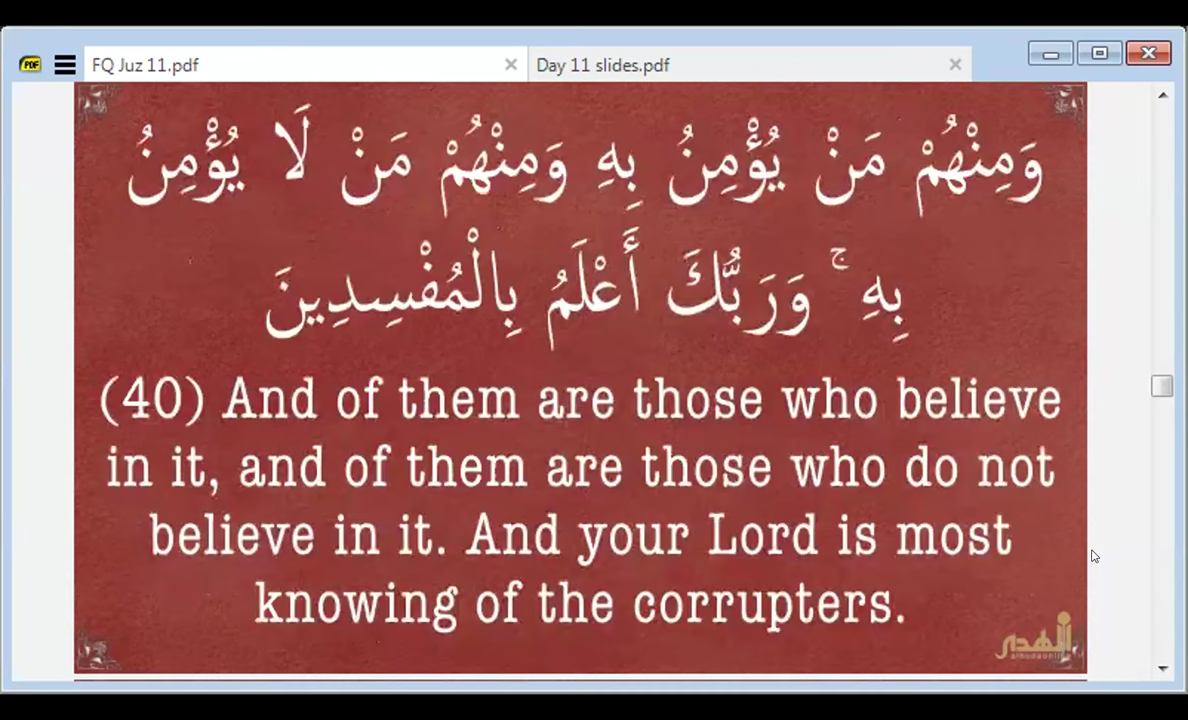 FQ Juz 11.pdf
Day 11 slides.pdf
وَمِنْهُمْ مَنْ يُؤْمِنُ بِهِ وَمِنْهُمْ مَنْ لَا يُؤْمِنُ
بِهِ ۚ وَرَبُّكَ أَعْلَمُ بِالْمُفْسِدِينَ
(40) And of them are those who believe
in it, and of them are those who do not
believe in it. And your Lord is most
knowing of the corrupters.
الهدى